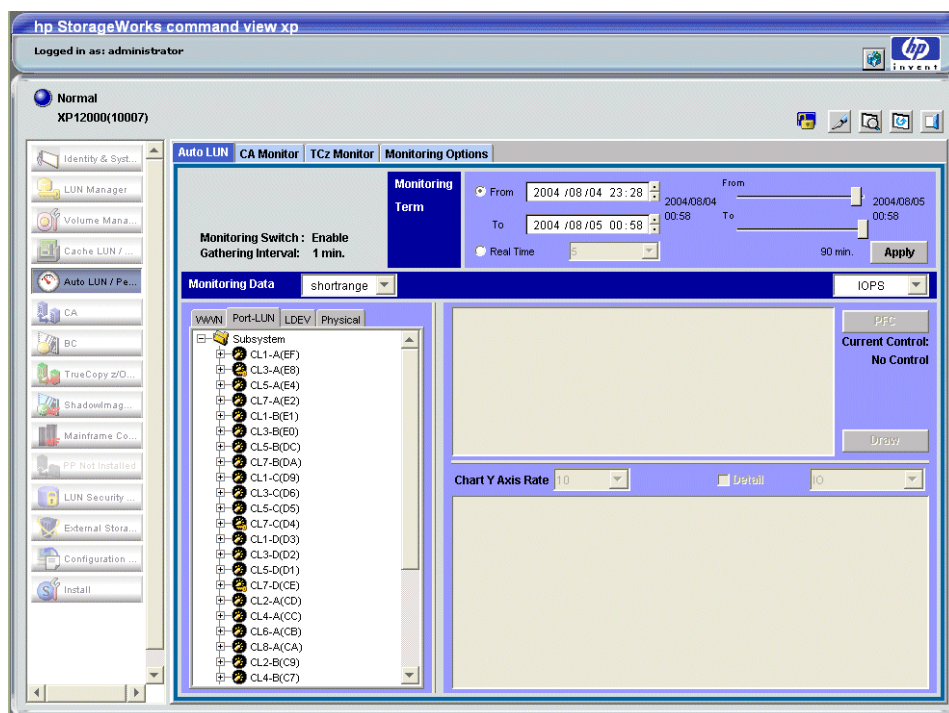 hp StorageWorks command view xp
Logged in as: administrator
hp
invent
Normal
XP12000(10007)
Identity & Syst...
LUN Manager
Volume Mana...
Cache LUN / ...
Auto LUN / Pe...
CA
BC
TrueCopy z/O...
ShadowImag...
Mainframe Co...
PP Not Installed
LUN Security ...
External Stora...
Configuration ...
Install
Auto LUN CA Monitor TCz Monitor Monitoring Options
Monitoring Switch : Enable
Gathering Interval: 1 min.
Monitoring Term
From 2004 /08 /04 23 : 28
To 2004 /08 /05 00 : 58
Real Time 5
2004/08/04 00:58
From
To
2004/08/05 00:58
90 min. Apply
Monitoring Data shortrange IOPS
WWN Port-LUN LDEV Physical
Subsystem
CL1-A(EF)
CL3-A(E8)
CL5-A(E4)
CL7-A(E2)
CL1-B(E1)
CL3-B(E0)
CL5-B(DC)
CL7-B(DA)
CL1-C(D9)
CL3-C(D6)
CL5-C(D5)
CL7-C(D4)
CL1-D(D3)
CL3-D(D2)
CL5-D(D1)
CL7-D(CE)
CL2-A(CD)
CL4-A(CC)
CL6-A(CB)
CL8-A(CA)
CL2-B(C9)
CL4-B(C7)
PFC
Current Control:
No Control
Draw
Chart Y Axis Rate 10 Detail IO